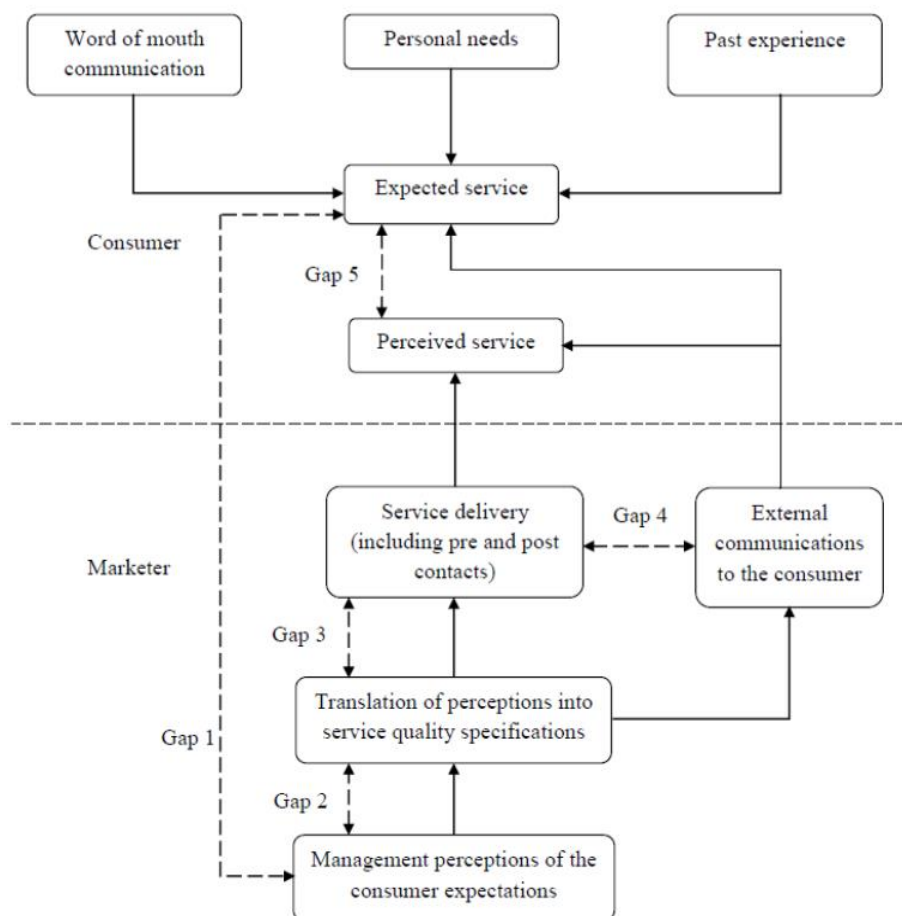 Word of mouth
communication
Personal needs
Past experience
Expected service
Consumer
Gap 5
Perceived service
Service delivery
(including pre and post
contacts)
Gap 4
External
communications
to the consumer
Marketer
Gap 3
Translation of perceptions into
service quality specifications
Gap 1
Gap 2
Management perceptions of the
consumer expectations